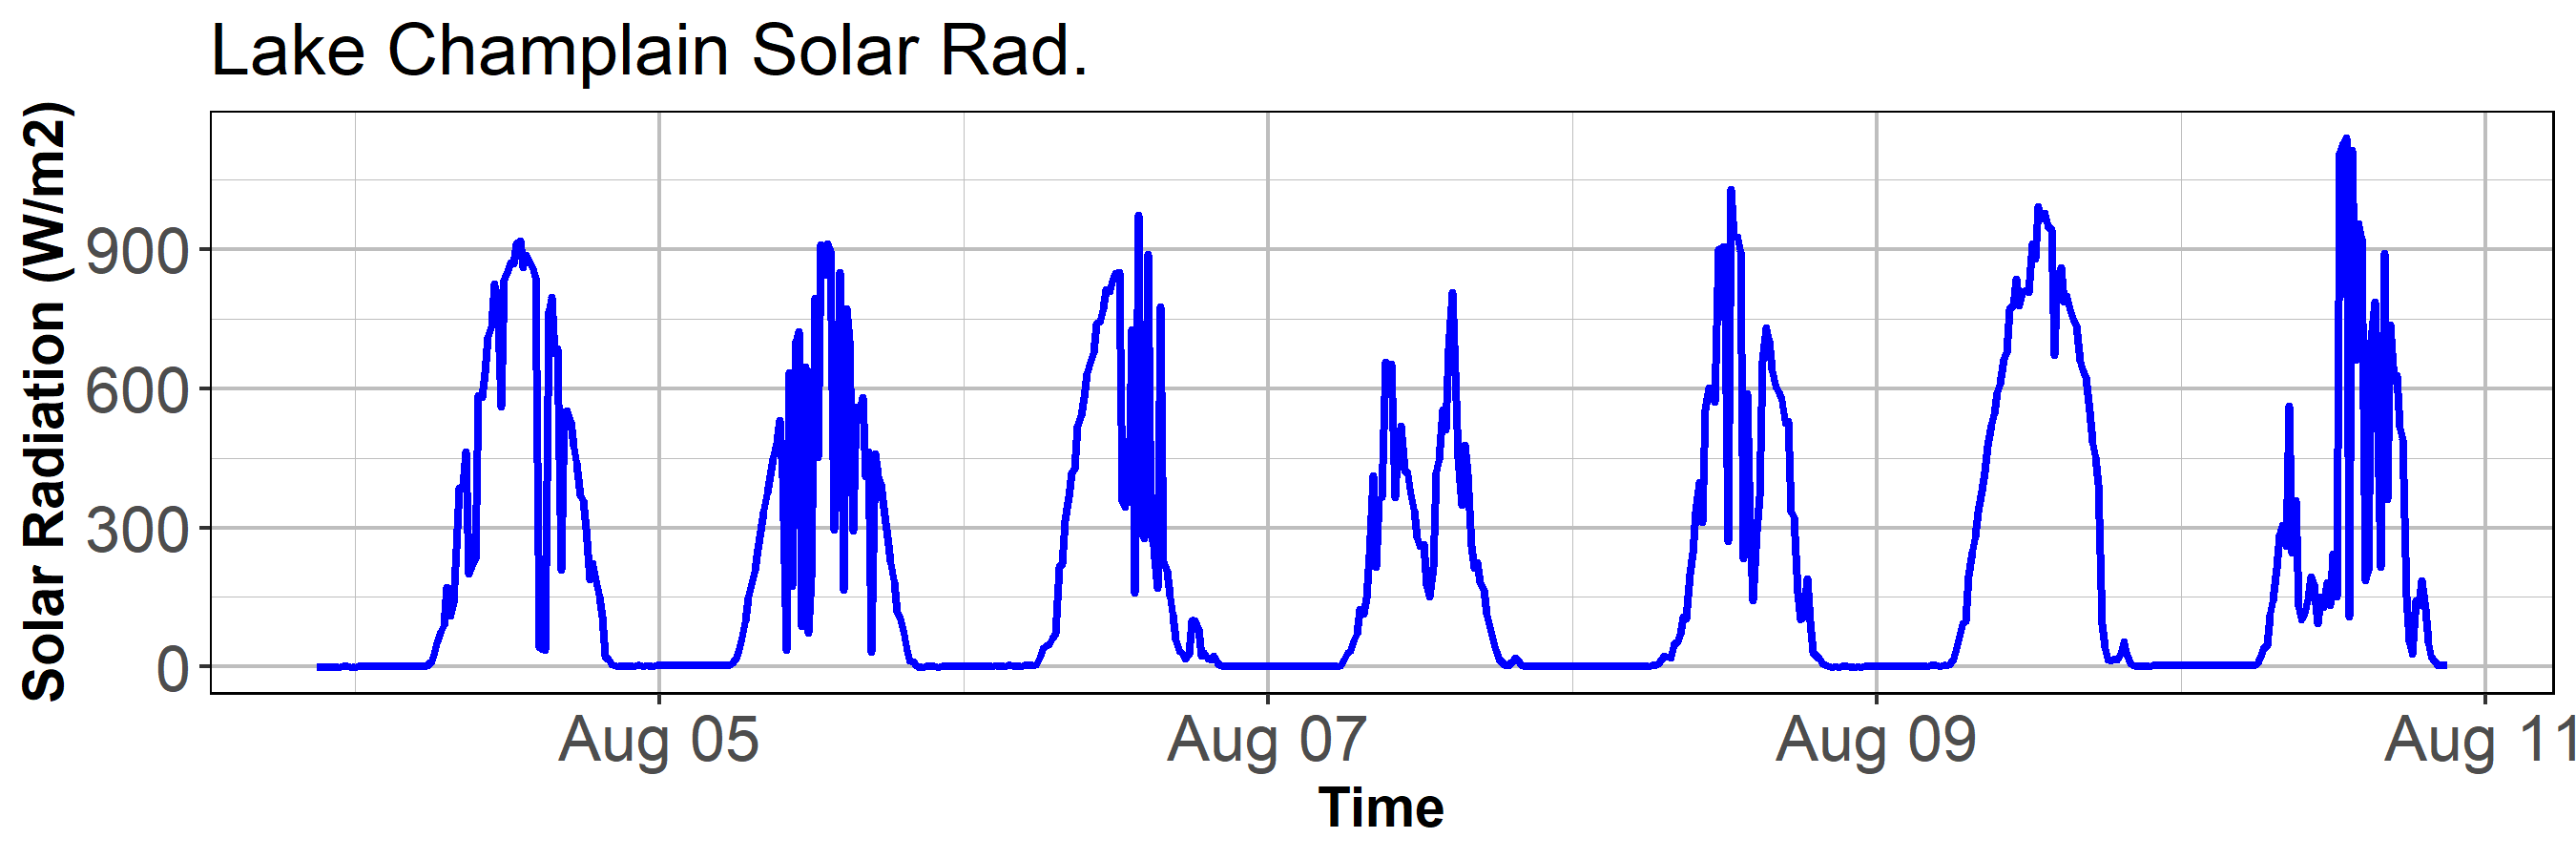 Lake Champlain Solar Rad.
Solar Radiation (W/m2)
900
600
300
0
Aug 05 Aug 07 Aug 09 Aug 11
Time